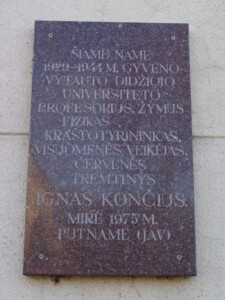 ŠIAME NAME
1929-1944 M. GYVENO
VYTAUTO DIDŽIOJO
UNIVERSITETO
PROFESORIUS, ŽYMUS
FIZIKAS
KRAŠTOTYRININKAS,
VISUOMENĖS VEIKĖJAS,
ČERVENĖS
TREMTINYS
IGNAS KONČIUS.
MIRĖ 1975 M.
PUTNAME (JAV)